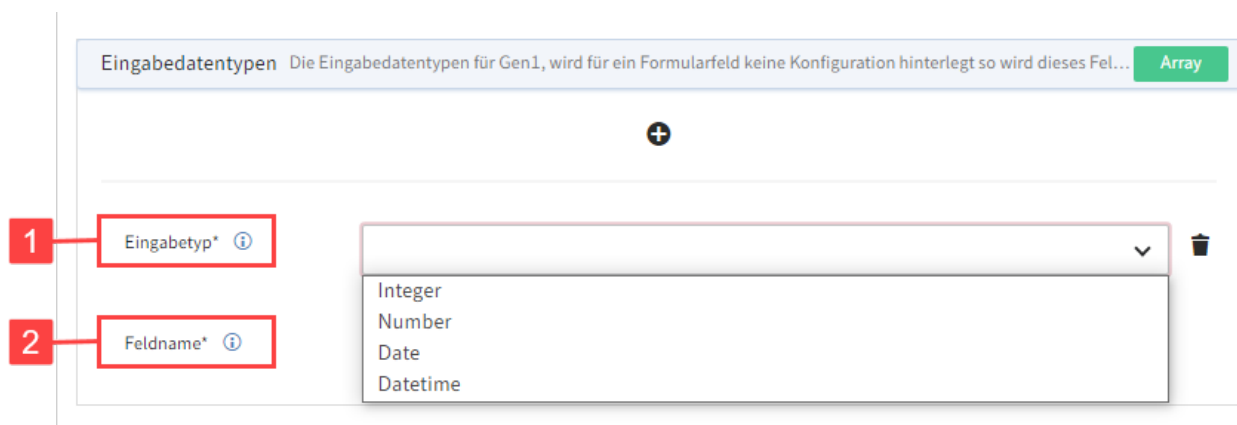 Eingabedatentypen Die Eingabedatentypen für Gen1, wird für ein Formularfeld keine Konfiguration hinterlegt so wird dieses Fel... Array
1 Eingabetyp*
Integer
Number
2 Feldname*
Date
Datetime